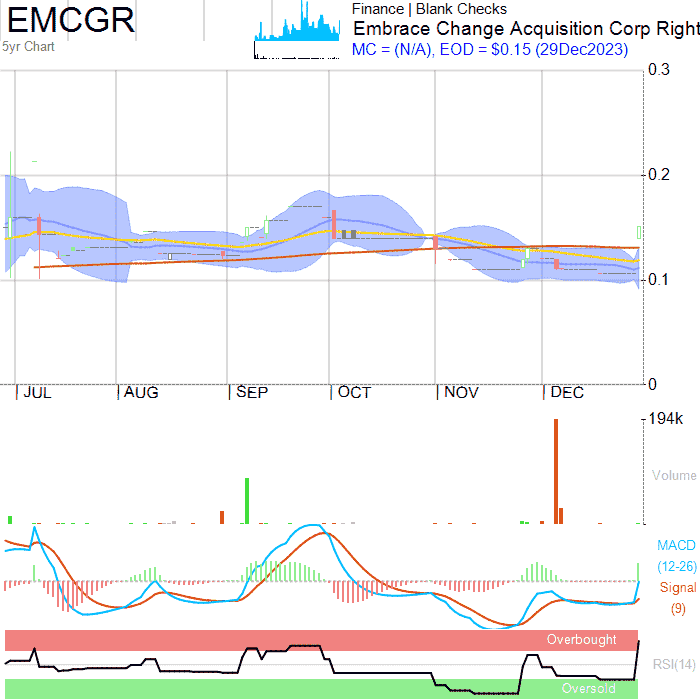 EMCGR
5yr Chart
Finance | Blank Checks
Embrace Change Acquisition Corp Right
MC = (N/A), EOD = $0.15 (29Dec2023)
0.3
0.2
0.1
0
JUL AUG SEP OCT NOV DEC
194k
Volume
MACD
(12-26)
Signal
(9)
Overbought
RSI(14)
Oversold